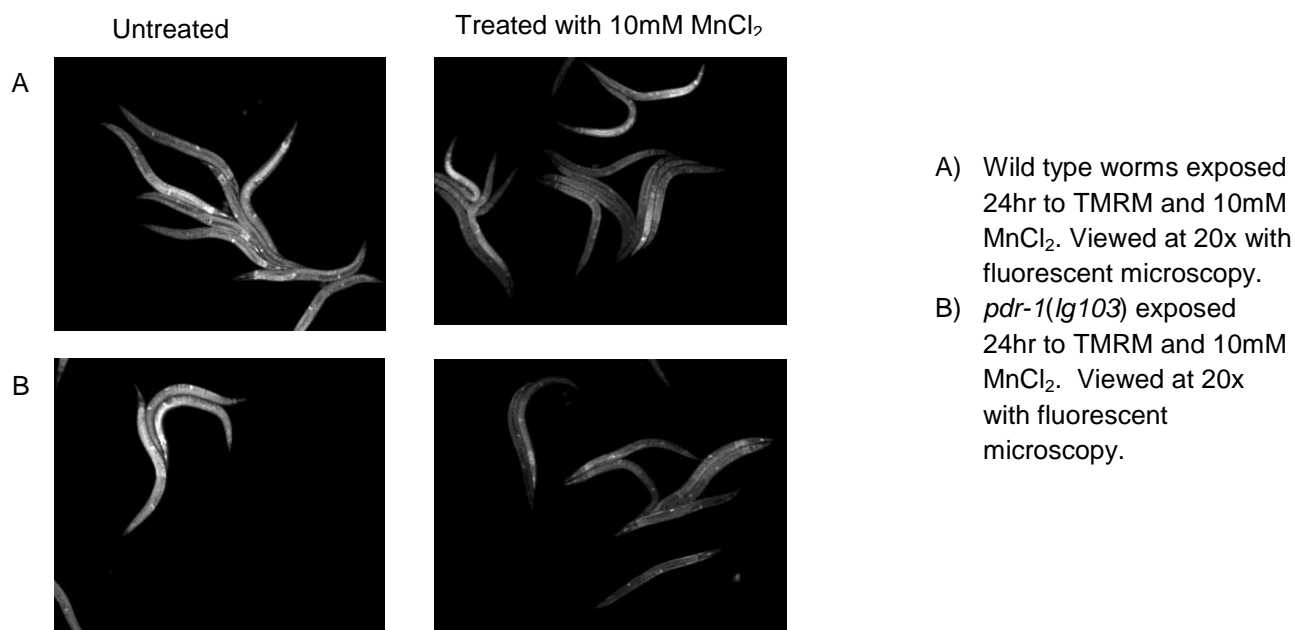 Untreated
Treated with 10mM MnCl₂
A
B
A) Wild type worms exposed
24hr to TMRM and 10mM
MnCl₂. Viewed at 20x with
fluorescent microscopy.
B) pdr-1(lg103) exposed
24hr to TMRM and 10mM
MnCl₂. Viewed at 20x
with fluorescent
microscopy.